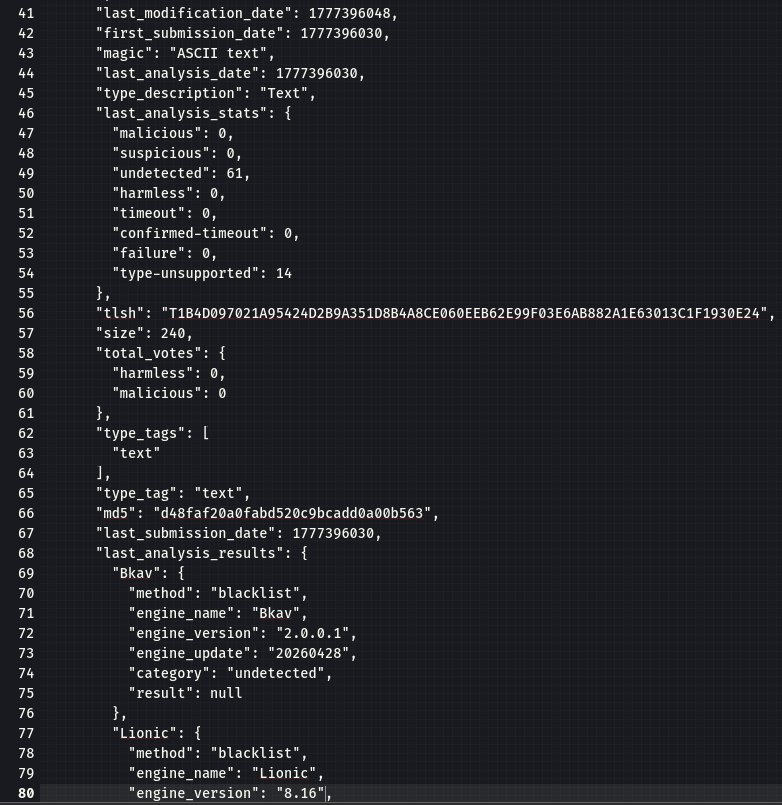 41 "last_modification_date": 1777396048,
42 "first_submission_date": 1777396030,
43 "magic": "ASCII text",
44 "last_analysis_date": 1777396030,
45 "type_description": "Text",
46 "last_analysis_stats": {
47 "malicious": 0,
48 "suspicious": 0,
49 "undetected": 61,
50 "harmless": 0,
51 "timeout": 0,
52 "confirmed-timeout": 0,
53 "failure": 0,
54 "type-unsupported": 14
55 },
56 "tlsh": "T1B4D097021A95424D2B9A351D8B4A8CE060EEB62E99F03E6AB882A1E63013C1F1930E24",
57 "size": 240,
58 "total_votes": {
59 "harmless": 0,
60 "malicious": 0
61 },
62 "type_tags": [
63 "text"
64 ],
65 "type_tag": "text",
66 "md5": "d48faf20a0fabd520c9bcadd0a00b563",
67 "last_submission_date": 1777396030,
68 "last_analysis_results": {
69 "Bkav": {
70 "method": "blacklist",
71 "engine_name": "Bkav",
72 "engine_version": "2.0.0.1",
73 "engine_update": "20260428",
74 "category": "undetected",
75 "result": null
76 },
77 "Lionic": {
78 "method": "blacklist",
79 "engine_name": "Lionic",
80 "engine_version": "8.16",